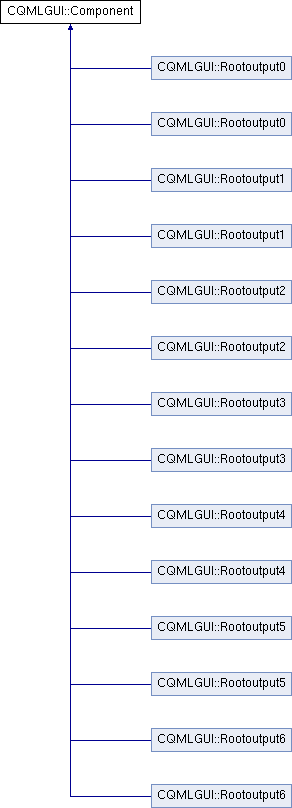 CQMLGUI::Component
CQMLGUI::Rootoutput0
CQMLGUI::Rootoutput0
CQMLGUI::Rootoutput1
CQMLGUI::Rootoutput1
CQMLGUI::Rootoutput2
CQMLGUI::Rootoutput2
CQMLGUI::Rootoutput3
CQMLGUI::Rootoutput3
CQMLGUI::Rootoutput4
CQMLGUI::Rootoutput4
CQMLGUI::Rootoutput5
CQMLGUI::Rootoutput5
CQMLGUI::Rootoutput6
CQMLGUI::Rootoutput6